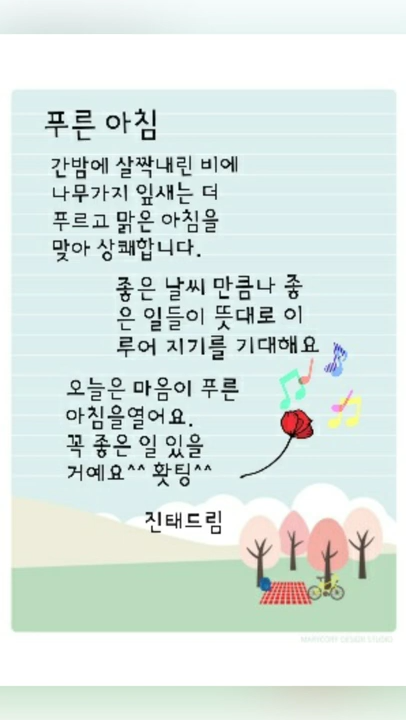 푸른 아침
간밤에 살짝내린 비에
나무가지 잎새는 더
푸르고 맑은 아침을
맞아 상쾌합니다.
좋은 날씨 만큼나 좋
은 일들이 뜻대로 이
루어 지기를 기대해요
오늘은 마음이 푸른
아침을열어요.
꼭 좋은 일 있을
거예요^^ 홧팅^^
진태드림
DESIGN STUDIO